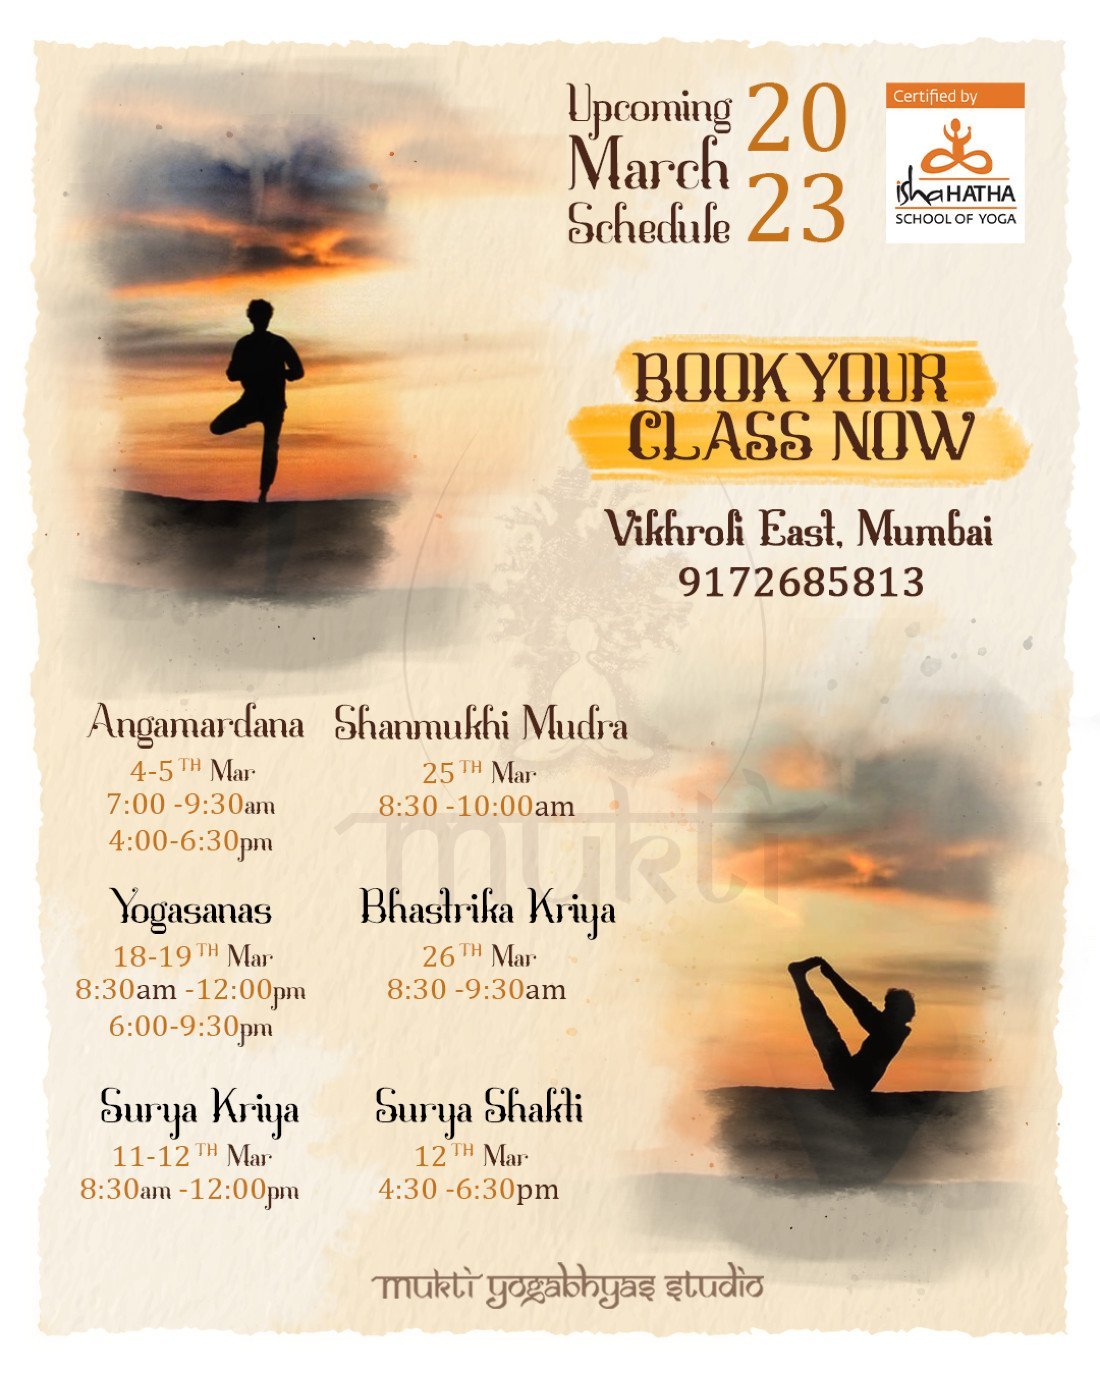 Upcoming
March
Schedule
20
23
Certified by
isha HATHA
SCHOOL OF YOGA
BOOK YOUR
CLASS NOW
Vikhroli East, Mumbai
9172685813
Angamardana
4-5TH Mar
7:00 -9:30am
4:00-6:30pm
Shanmukhi Mudra
25TH Mar
8:30 -10:00am
mukti
Yogasanas
18-19TH Mar
8:30am -12:00pm
6:00-9:30pm
Bhastrika Kriya
26TH Mar
8:30 -9:30am
Surya Kriya
11-12TH Mar
8:30am -12:00pm
Surya Shakti
12TH Mar
4:30 -6:30pm
mukti yogabhyas studio